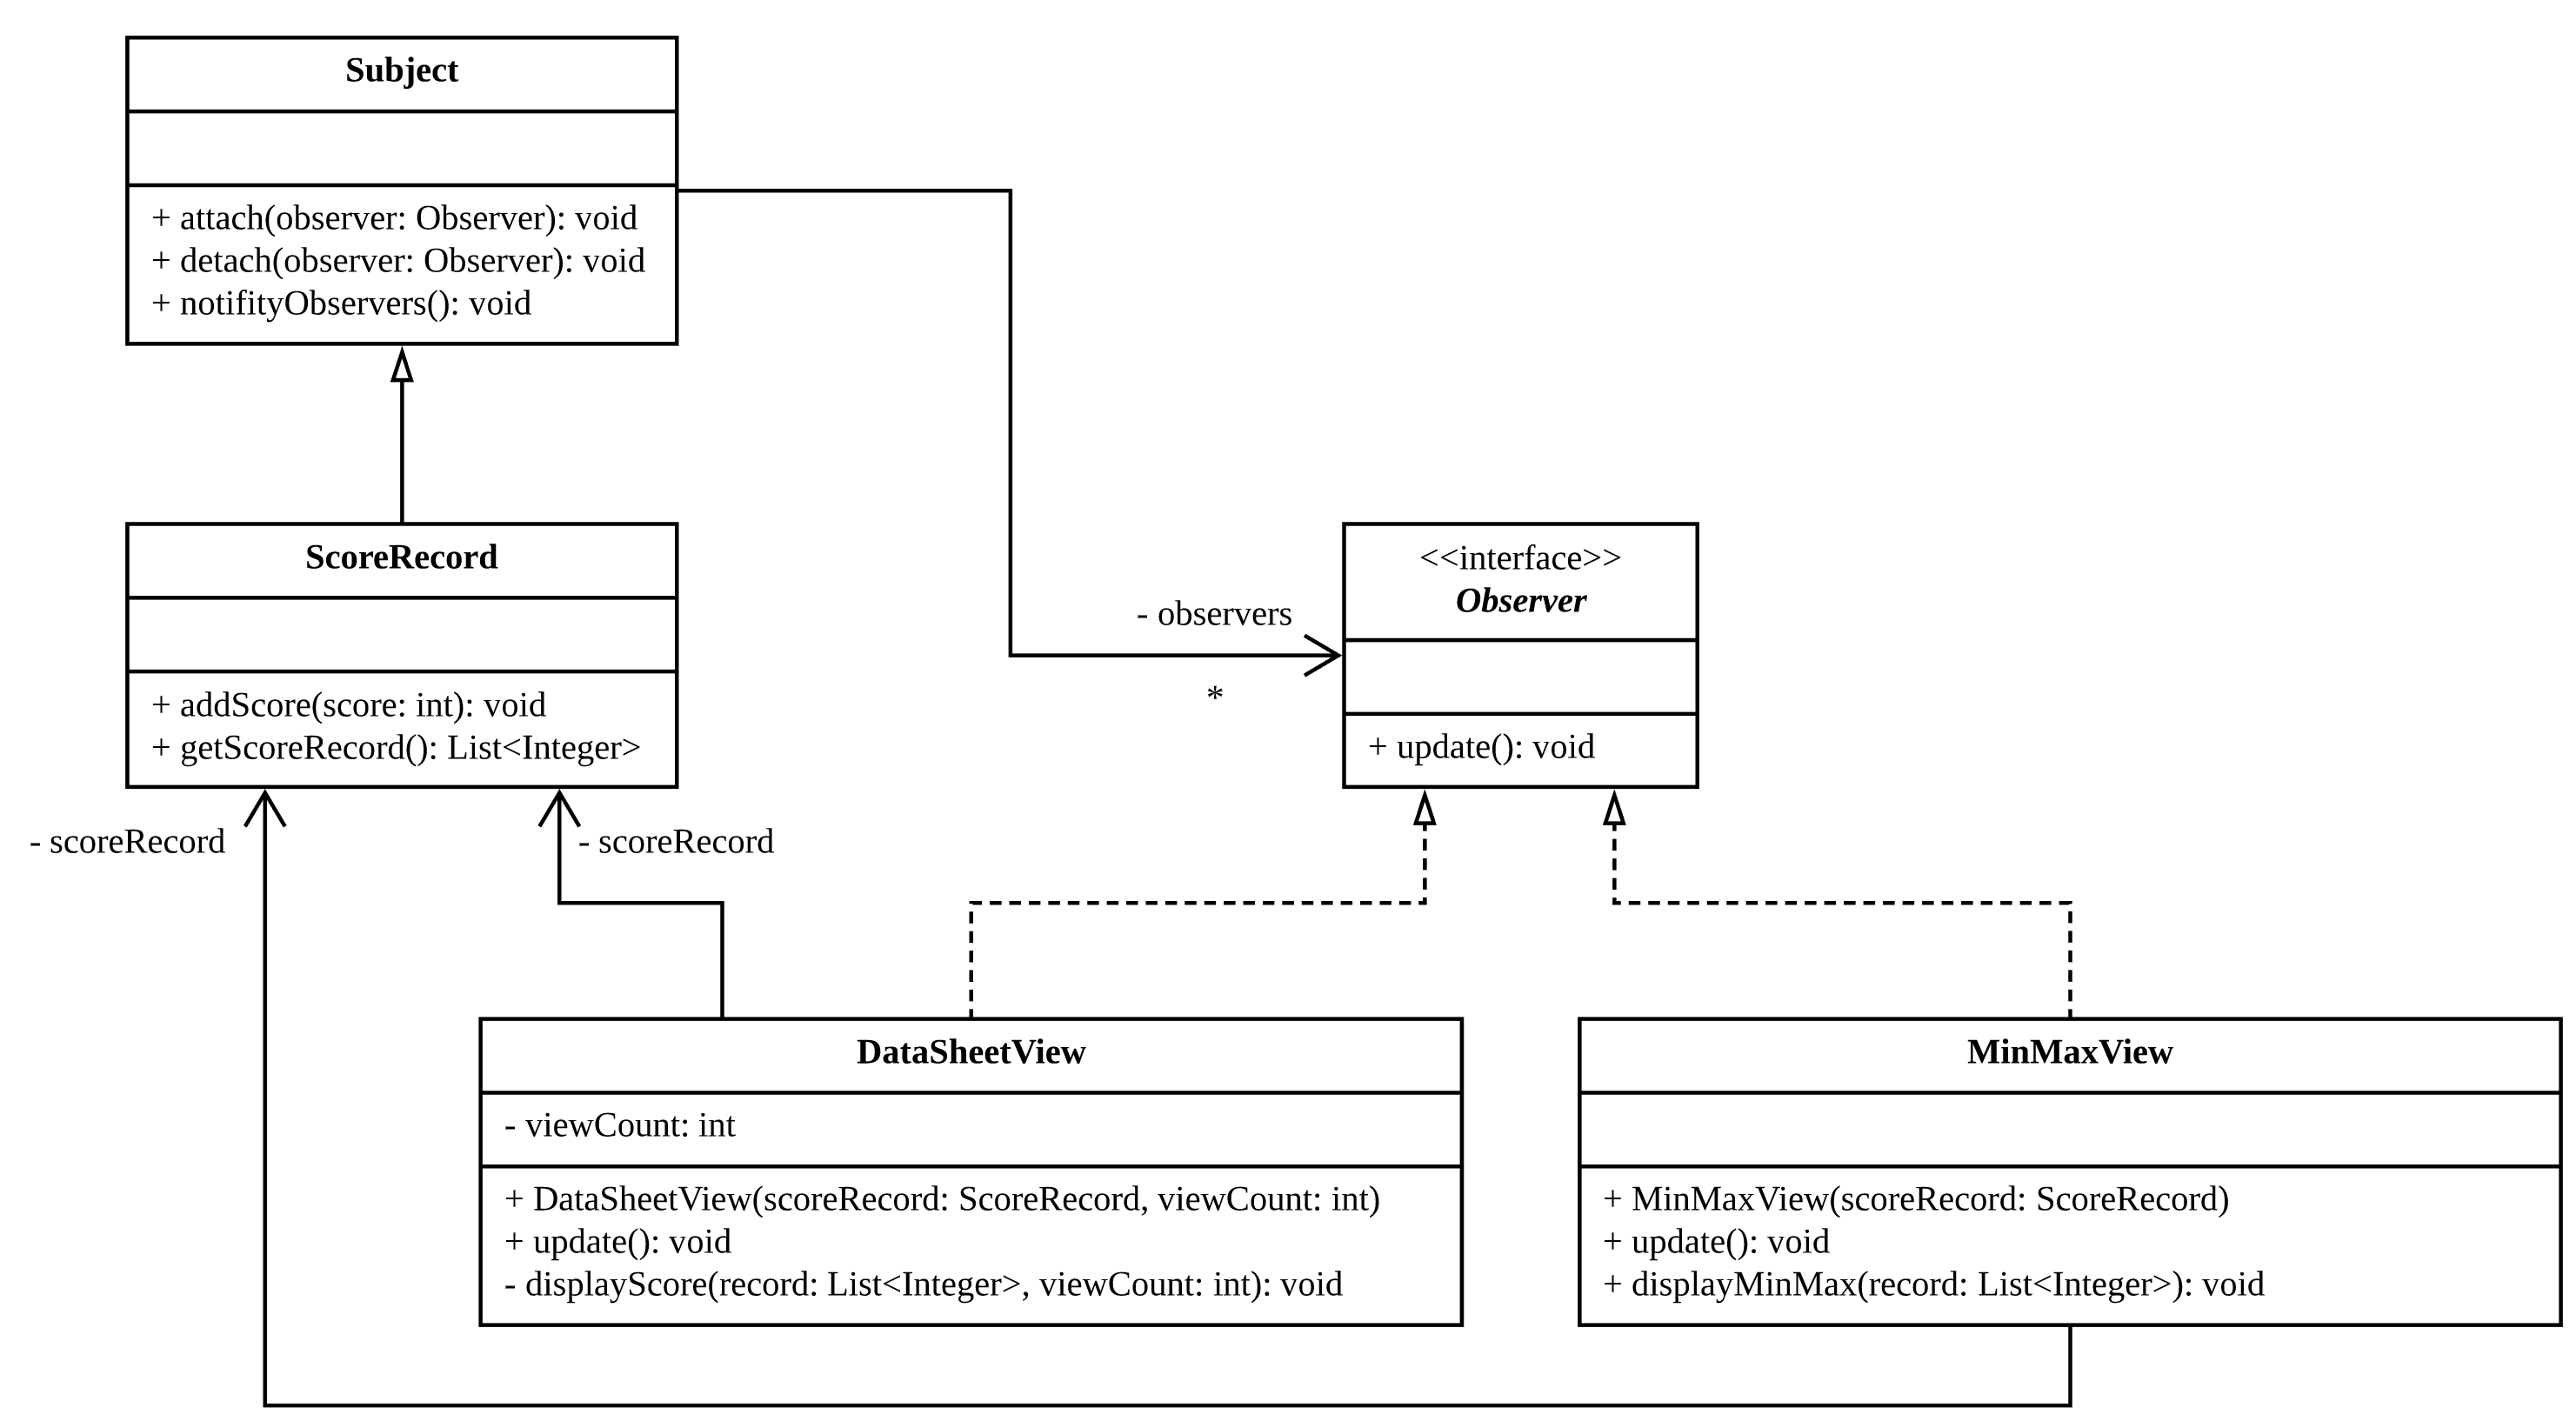 Subject
+ attach(observer: Observer): void
+ detach(observer: Observer): void
+ notifityObservers(): void
ScoreRecord
+ addScore(score: int): void
+ getScoreRecord(): List<Integer>
- observers
*
<<interface>>
Observer
+ update(): void
- scoreRecord
- scoreRecord
DataSheetView
- viewCount: int
+ DataSheetView(scoreRecord: ScoreRecord, viewCount: int)
+ update(): void
- displayScore(record: List<Integer>, viewCount: int): void
MinMaxView
+ MinMaxView(scoreRecord: ScoreRecord)
+ update(): void
+ displayMinMax(record: List<Integer>): void